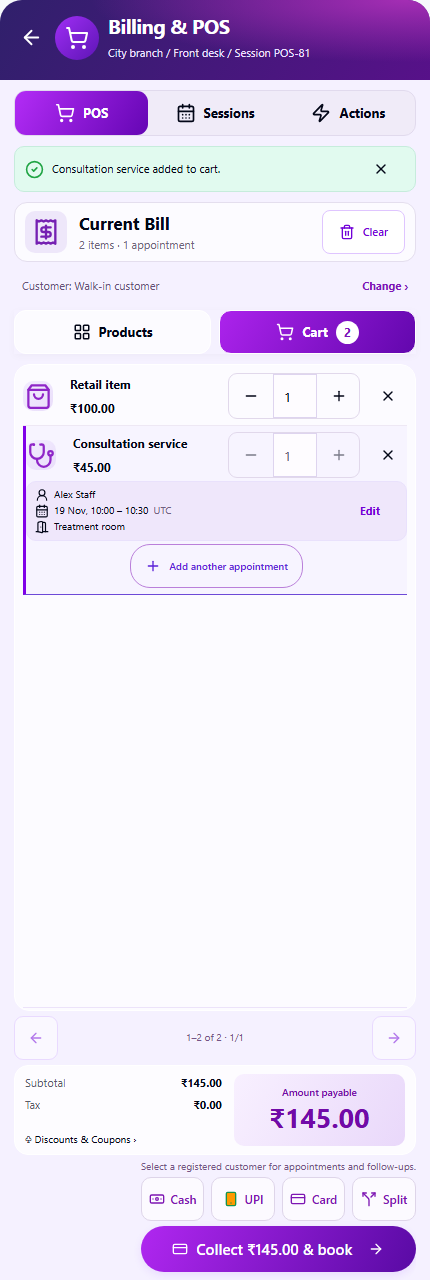 Billing & POS
City branch / Front desk / Session POS-81
POS
Sessions
Actions
Consultation service added to cart.
Current Bill
2 items · 1 appointment
Clear
Customer: Walk-in customer
Change ›
Products
Cart 2
Retail item
₹100.00
1
Consultation service
₹45.00
1
Alex Staff
19 Nov, 10:00 – 10:30 UTC
Edit
Treatment room
Add another appointment
1–2 of 2 · 1/1
Subtotal ₹145.00
Tax ₹0.00
Discounts & Coupons ›
Amount payable
₹145.00
Select a registered customer for appointments and follow-ups.
Cash
UPI
Card
Split
Collect ₹145.00 & book